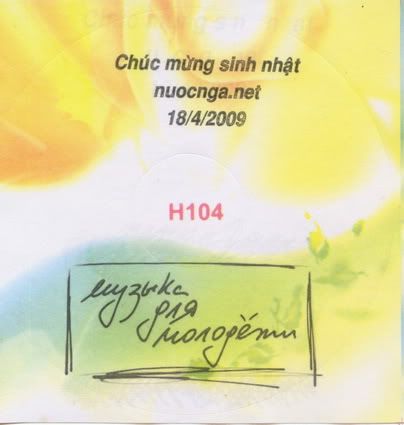 Chúc mừng sinh nhật
nuocnga.net
18/4/2009
H104
музыка
для
молодёжи